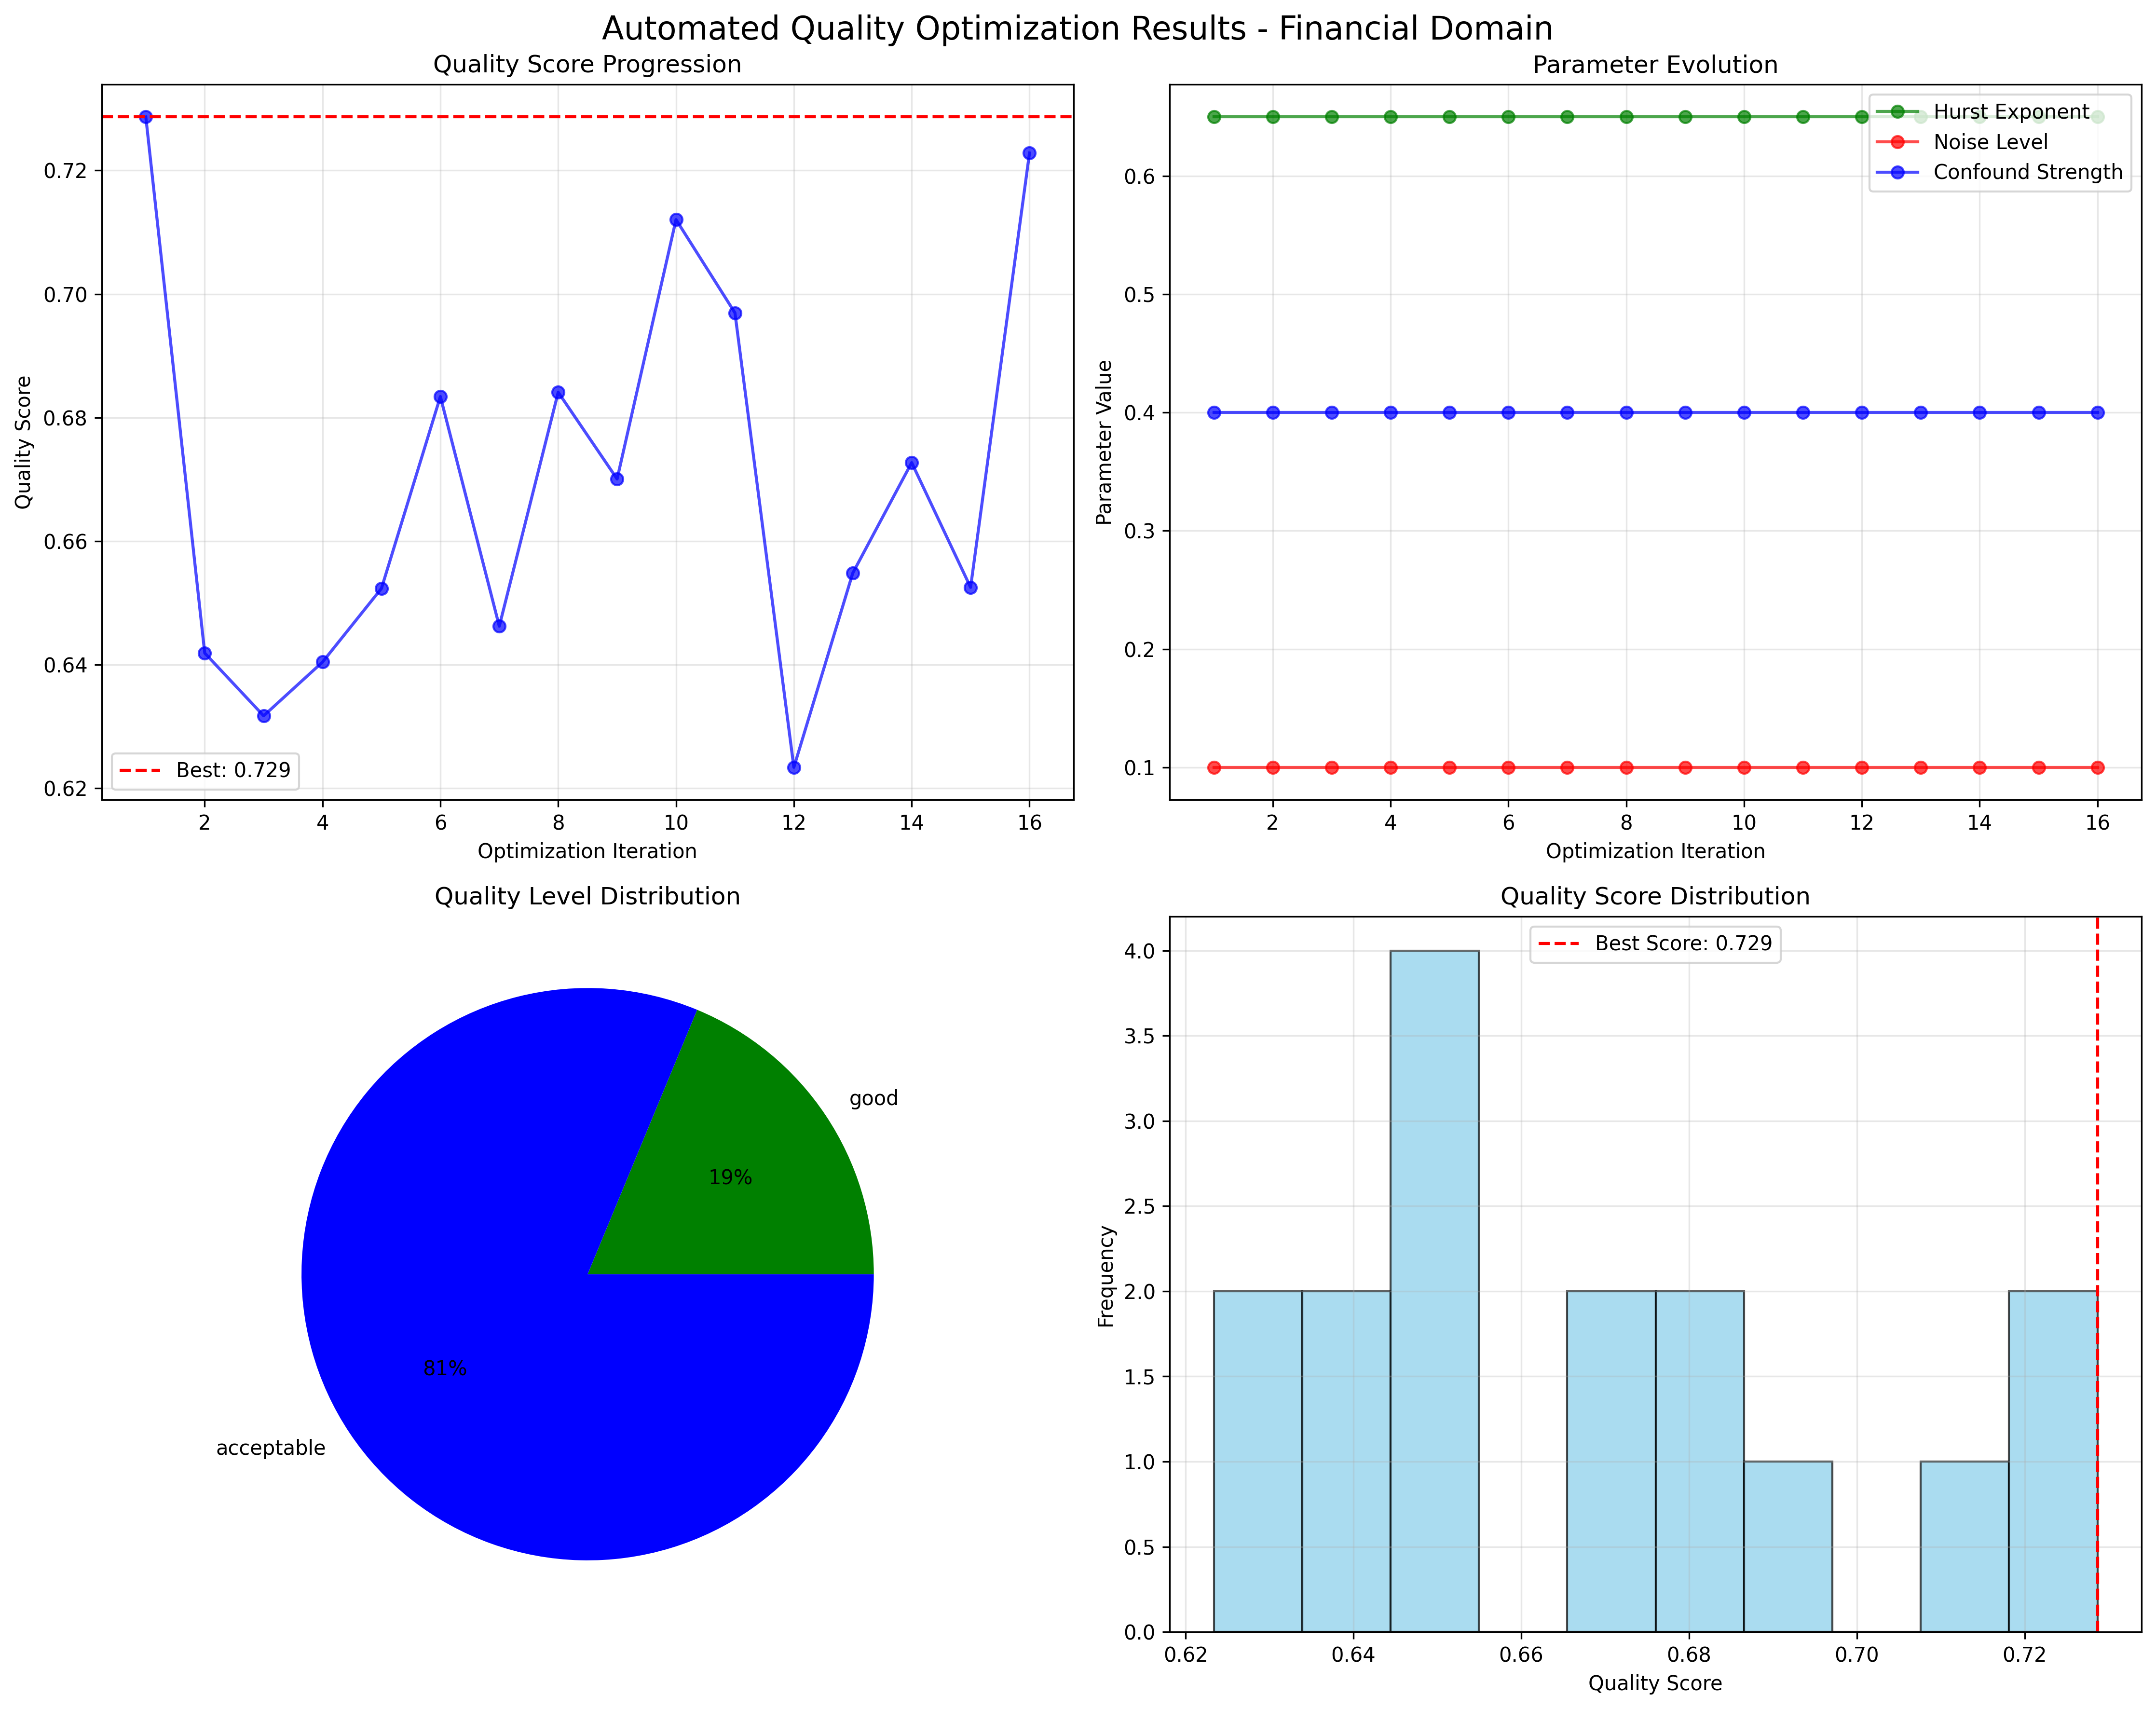 Automated Quality Optimization Results - Financial Domain
Quality Score Progression
Quality Score
0.72
0.70
0.68
0.66
0.64
0.62
Best: 0.729
2 4 6 8 10 12 14 16
Optimization Iteration
Parameter Evolution
Parameter Value
0.6
0.5
0.4
0.3
0.2
0.1
Hurst Exponent
Noise Level
Confound Strength
2 4 6 8 10 12 14 16
Optimization Iteration
Quality Level Distribution
good
19%
81%
acceptable
Quality Score Distribution
Best Score: 0.729
Frequency
4.0
3.5
3.0
2.5
2.0
1.5
1.0
0.5
0.0
0.62 0.64 0.66 0.68 0.70 0.72
Quality Score